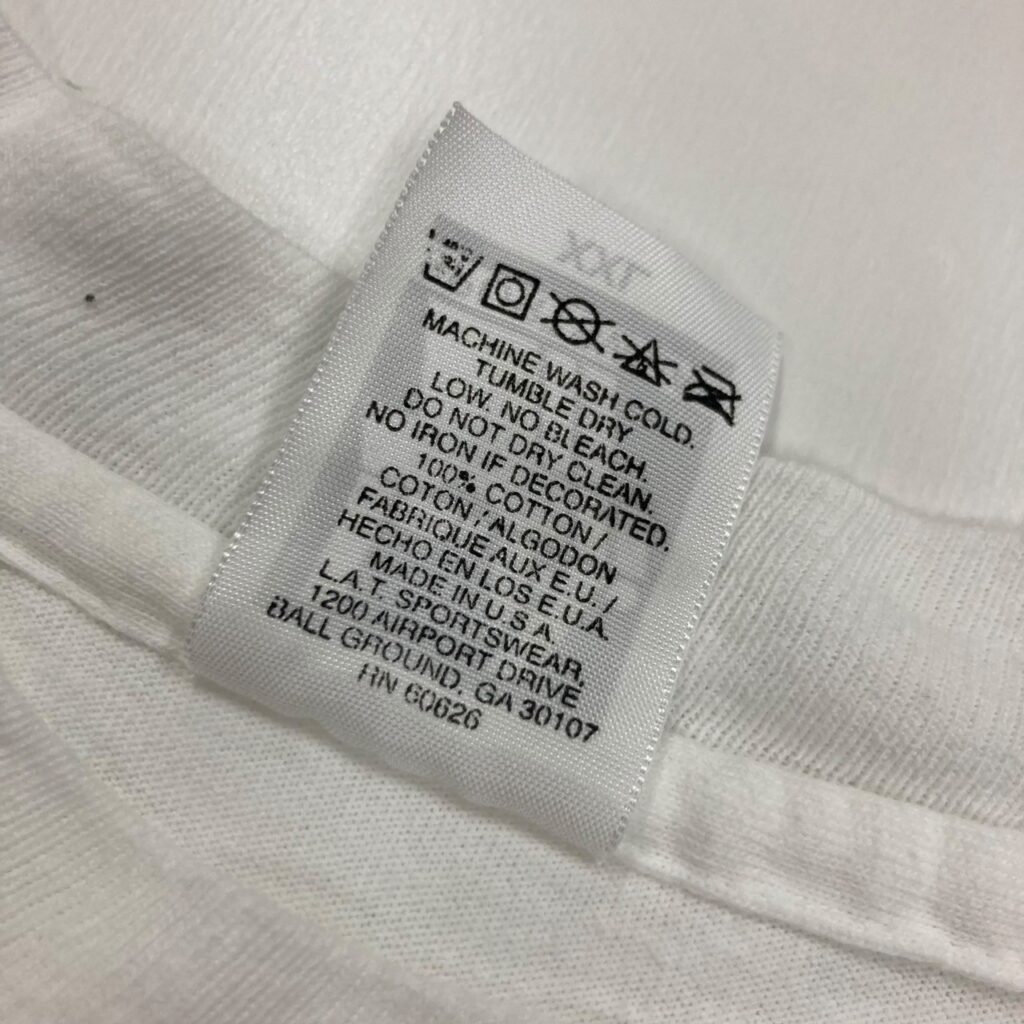 MACHINE WASH COLD.
TUMBLE DRY
LOW. NO BLEACH.
DO NOT DRY CLEAN.
NO IRON IF DECORATED.
100% COTTON /
COTON / ALGODON
FABRIQUE AUX E.U. /
HECHO EN LOS E.U.A.
MADE IN U.S.A.
L.A.T. SPORTSWEAR,
1200 AIRPORT DRIVE
BALL GROUND, GA 30107
RN 60626